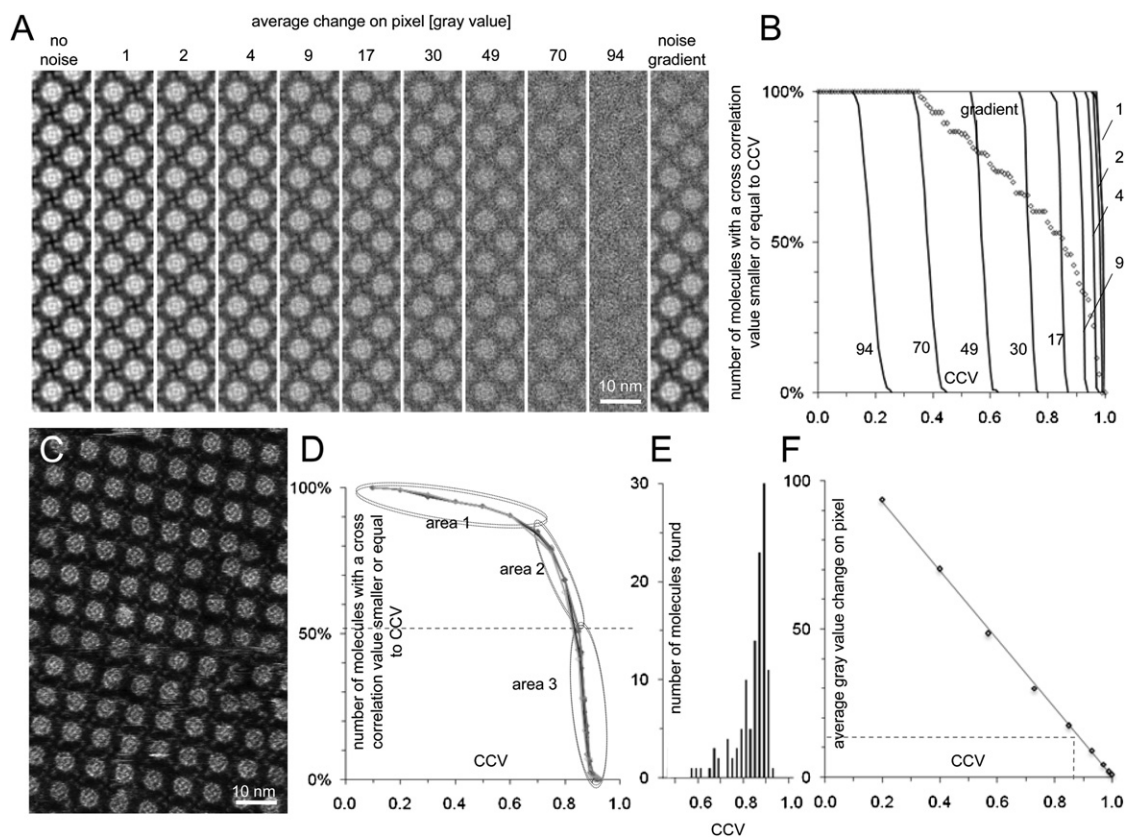 A
average change on pixel [gray value]
no noise
1 2 4 9 17 30 49 70 94
noise gradient
10 nm
B
number of molecules with a cross correlation
value smaller or equal to CCV
100%
50%
0%
gradient
1
2
4
9
94 70 49 30 17
CCV
0.0 0.2 0.4 0.6 0.8 1.0
C
10 nm
D
number of molecules with a cross
correlation value smaller or equal
to CCV
100%
50%
0%
area 1
area 2
area 3
CCV
0.0 0.2 0.4 0.6 0.8 1.0
E
number of molecules found
30
20
10
0
0.6 0.8 1.0
CCV
F
average gray value change on pixel
100
50
0
CCV
0.0 0.2 0.4 0.6 0.8 1.0